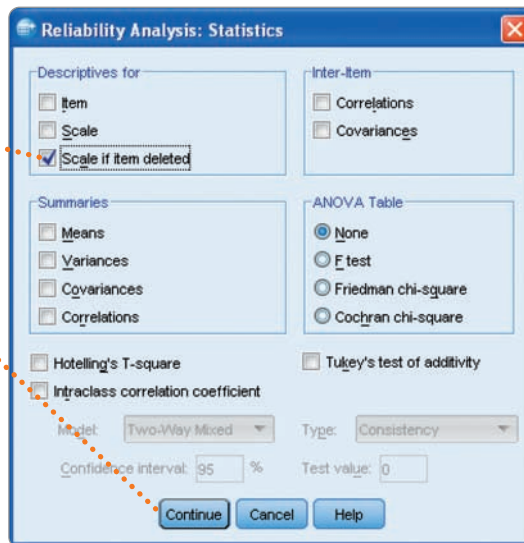 Reliability Analysis: Statistics
Descriptives for
Item
Scale
Scale if item deleted
Inter-Item
Correlations
Covariances
Summaries
Means
Variances
Covariances
Correlations
ANOVA Table
None
F test
Friedman chi-square
Cochran chi-square
Hotelling's T-square
Tukey's test of additivity
Intraclass correlation coefficient
Model: Two-Way Mixed Type: Consistency
Confidence interval: 95 % Test value: 0
Continue Cancel Help